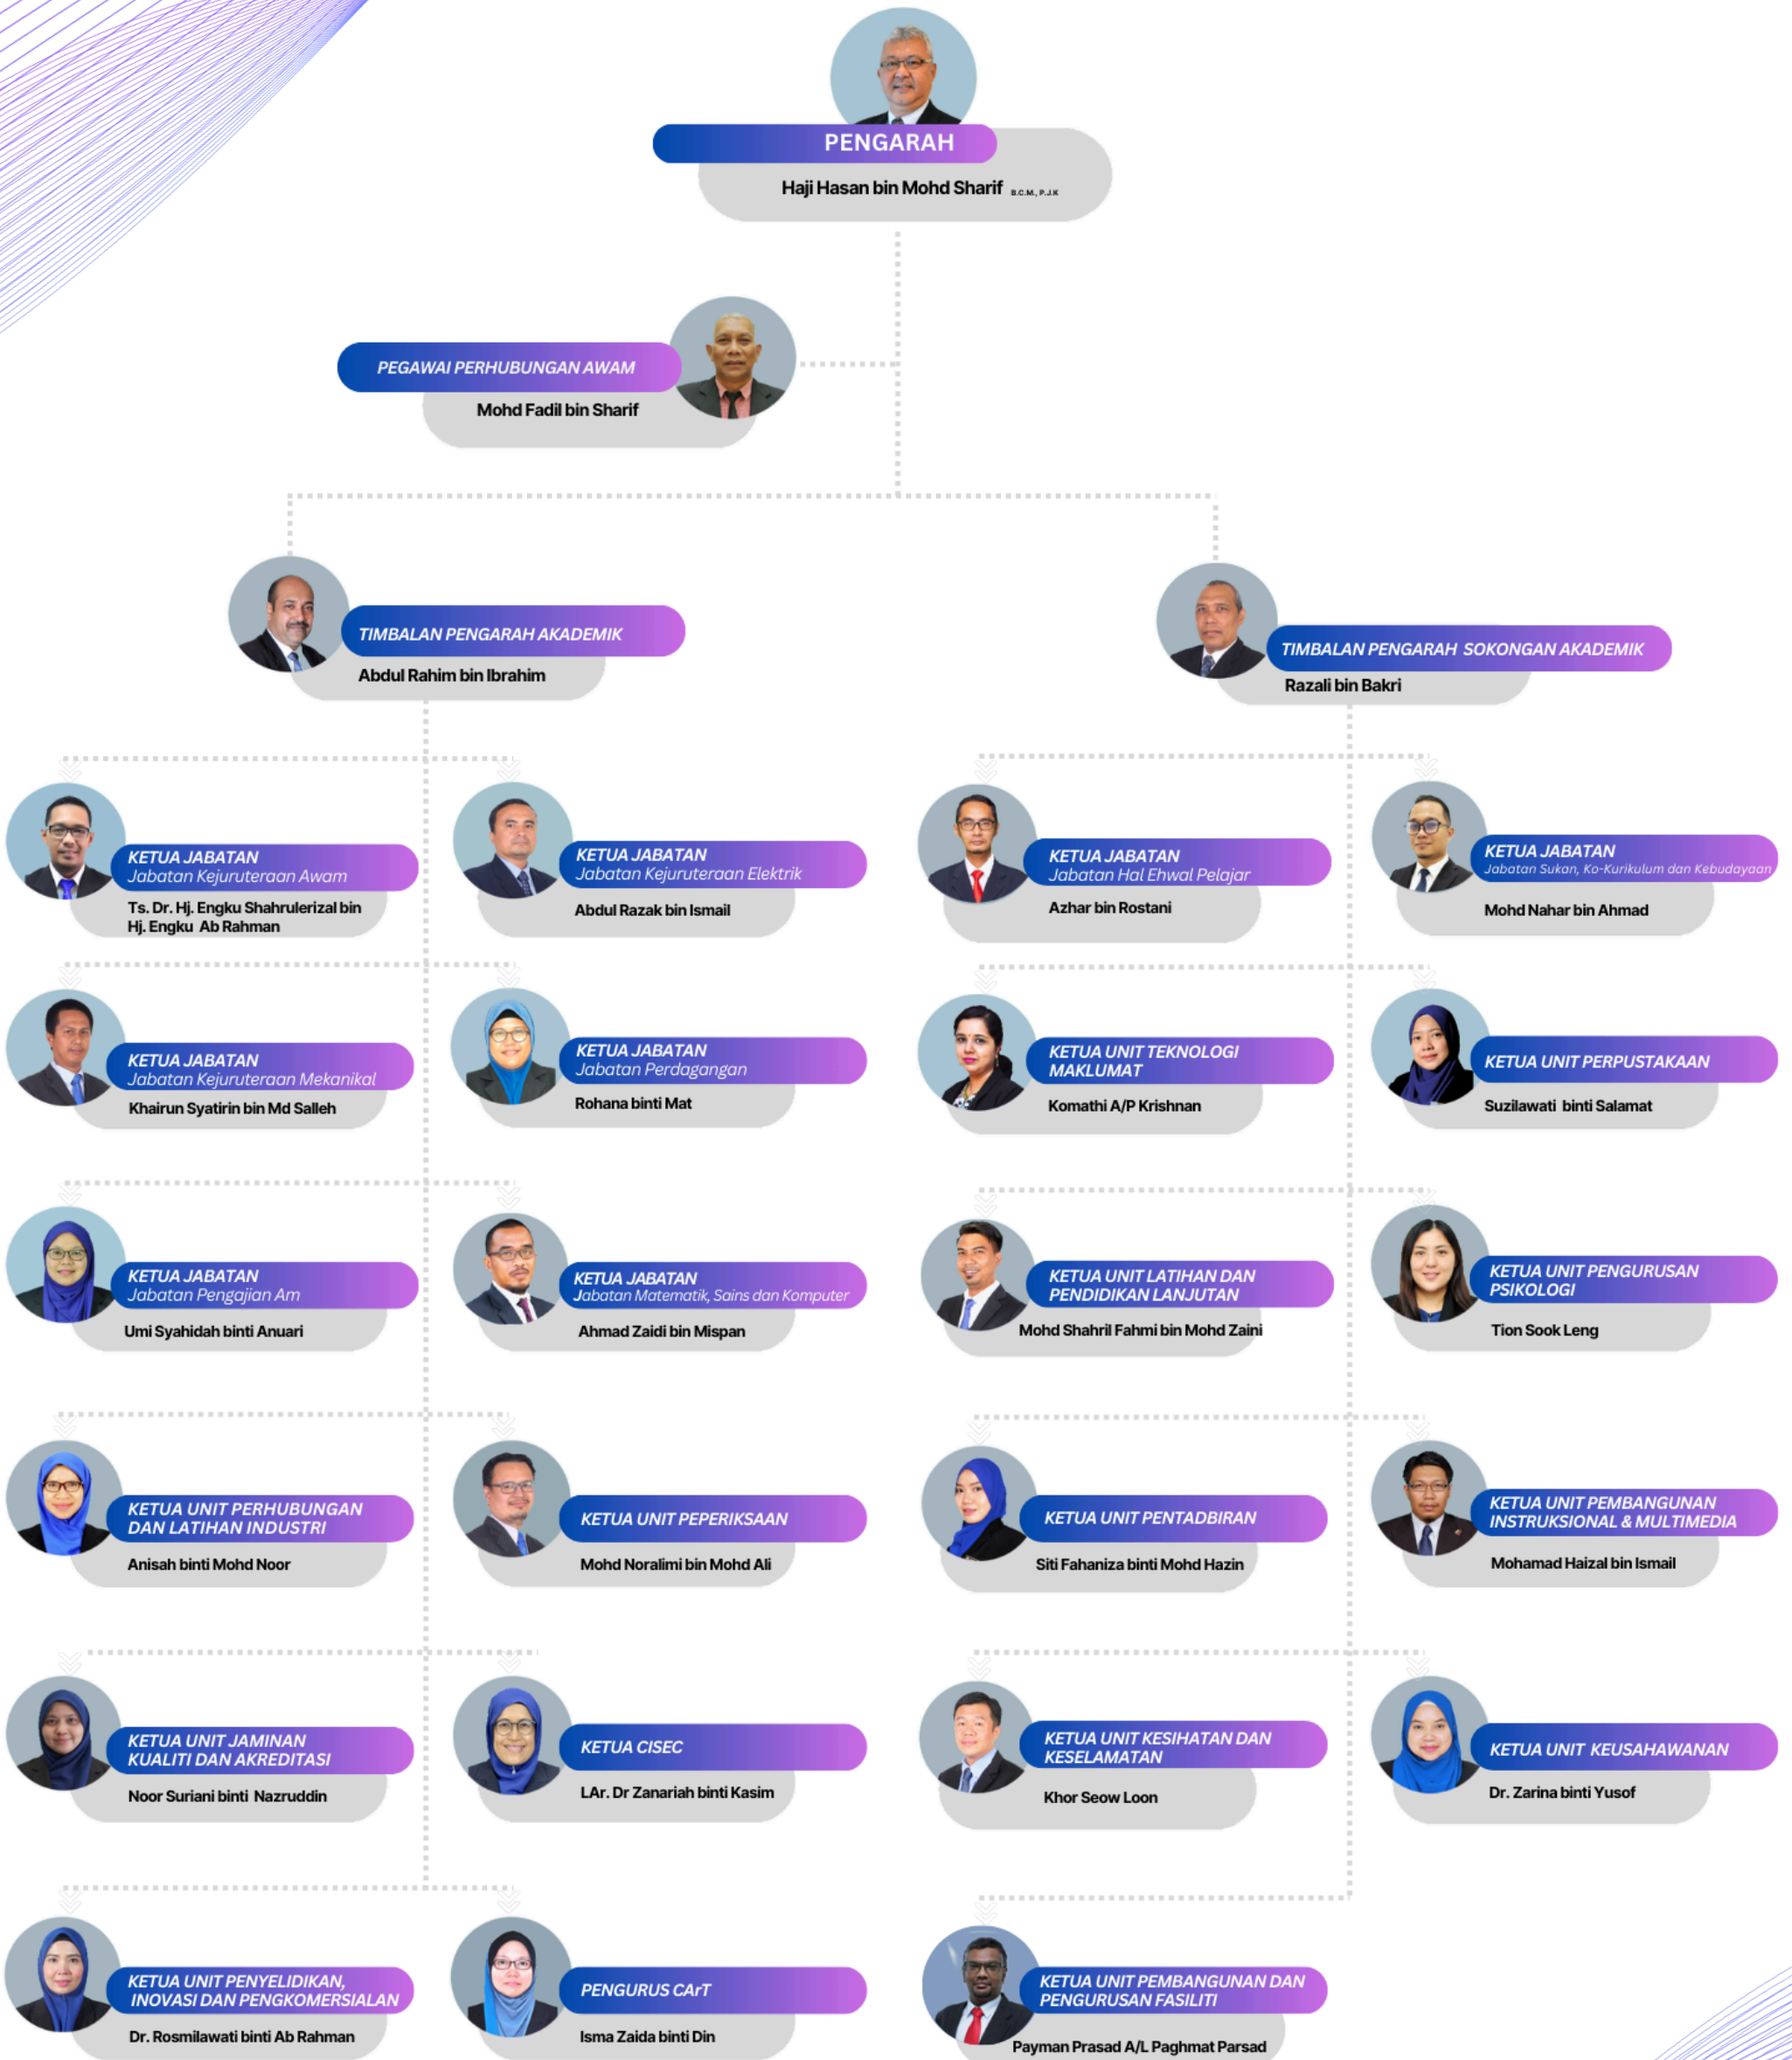 PENGARAH
Haji Hasan bin Mohd Sharif B.C.M., P.J.K
PEGAWAI PERHUBUNGAN AWAM
Mohd Fadil bin Sharif
TIMBALAN PENGARAH AKADEMIK
Abdul Rahim bin Ibrahim
TIMBALAN PENGARAH SOKONGAN AKADEMIK
Razali bin Bakri
KETUA JABATAN
Jabatan Kejuruteraan Awam
Ts. Dr. Hj. Engku Shahrulerizal bin
Hj. Engku Ab Rahman
KETUA JABATAN
Jabatan Kejuruteraan Elektrik
Abdul Razak bin Ismail
KETUA JABATAN
Jabatan Hal Ehwal Pelajar
Azhar bin Rostani
KETUA JABATAN
Jabatan Sukan, Ko-Kurikulum dan Kebudayaan
Mohd Nahar bin Ahmad
KETUA JABATAN
Jabatan Kejuruteraan Mekanikal
Khairun Syatirin bin Md Salleh
KETUA JABATAN
Jabatan Perdagangan
Rohana binti Mat
KETUA UNIT TEKNOLOGI
MAKLUMAT
Komathi A/P Krishnan
KETUA UNIT PERPUSTAKAAN
Suzilawati binti Salamat
KETUA JABATAN
Jabatan Pengajian Am
Umi Syahidah binti Anuari
KETUA JABATAN
Jabatan Matematik, Sains dan Komputer
Ahmad Zaidi bin Mispan
KETUA UNIT LATIHAN DAN
PENDIDIKAN LANJUTAN
Mohd Shahril Fahmi bin Mohd Zaini
KETUA UNIT PENGURUSAN
PSIKOLOGI
Tion Sook Leng
KETUA UNIT PERHUBUNGAN
DAN LATIHAN INDUSTRI
Anisah binti Mohd Noor
KETUA UNIT PEPERIKSAAN
Mohd Noralimi bin Mohd Ali
KETUA UNIT PENTADBIRAN
Siti Fahaniza binti Mohd Hazin
KETUA UNIT PEMBANGUNAN
INSTRUKSIONAL & MULTIMEDIA
Mohamad Haizal bin Ismail
KETUA UNIT JAMINAN
KUALITI DAN AKREDITASI
Noor Suriani binti Nazruddin
KETUA CISEC
LAr. Dr Zanariah binti Kasim
KETUA UNIT KESIHATAN DAN
KESELAMATAN
Khor Seow Loon
KETUA UNIT KEUSAHAWANAN
Dr. Zarina binti Yusof
KETUA UNIT PENYELIDIKAN,
INOVASI DAN PENGKOMERSIALAN
Dr. Rosmilawati binti Ab Rahman
PENGURUS CArT
Isma Zaida binti Din
KETUA UNIT PEMBANGUNAN DAN
PENGURUSAN FASILITI
Payman Prasad A/L Paghmat Parsad